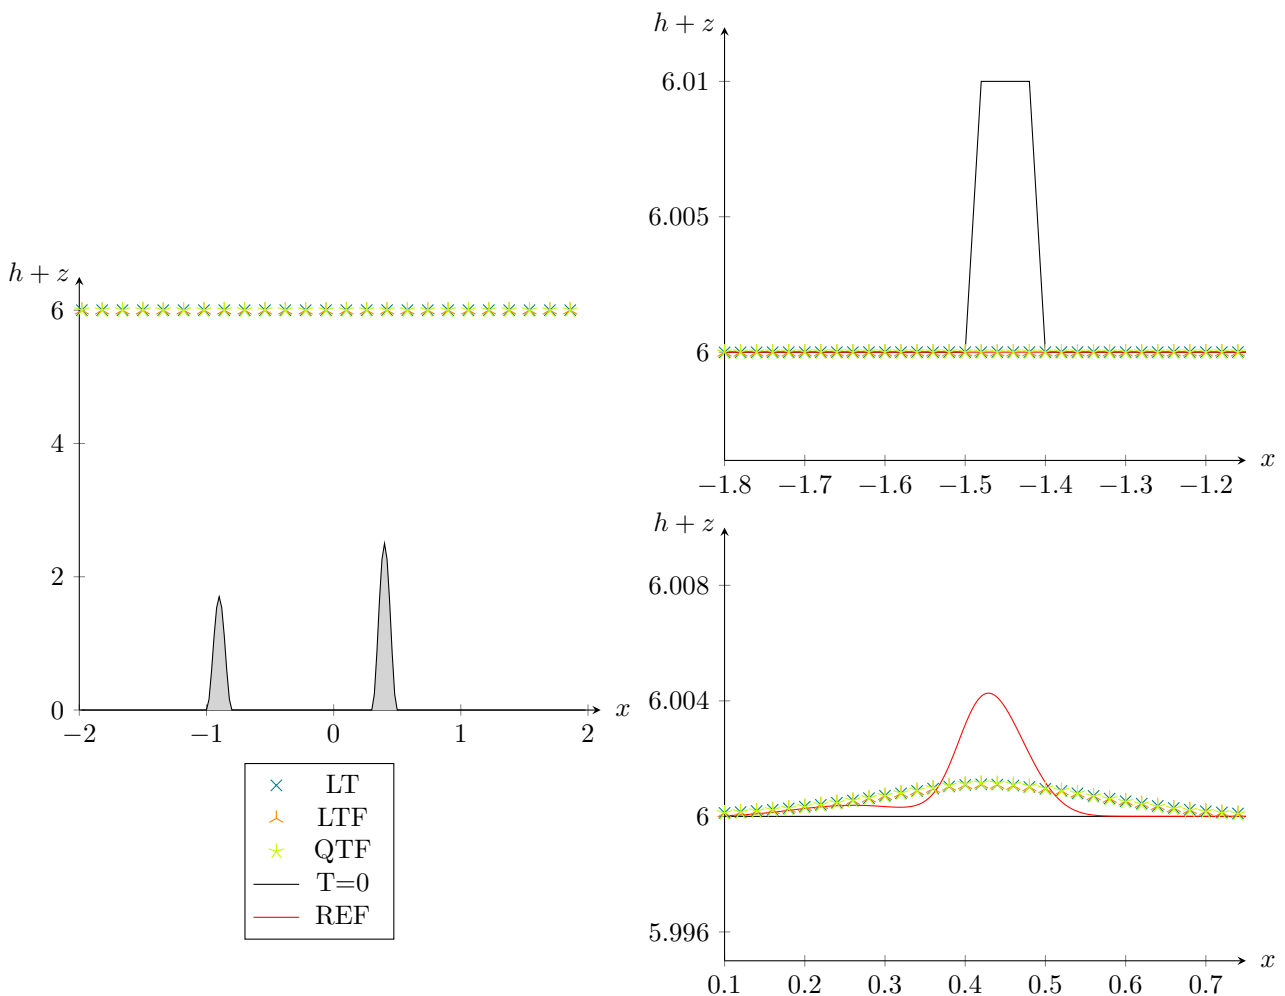 h + z
6
4
2
0
−2 −1 0 1 2
x
LT
LTF
QTF
T=0
REF
h + z
6.01
6.005
6
−1.8 −1.7 −1.6 −1.5 −1.4 −1.3 −1.2
x
h + z
6.008
6.004
6
5.996
0.1 0.2 0.3 0.4 0.5 0.6 0.7
x